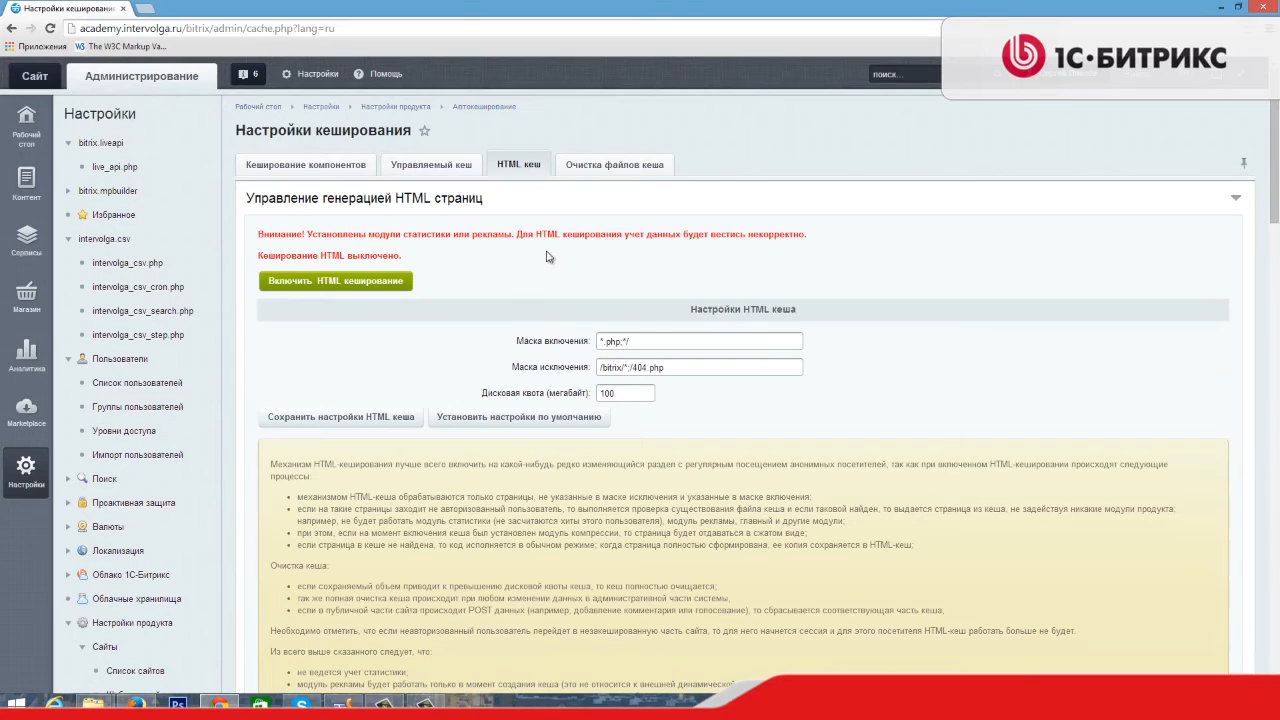 Настройки кешировани
academy.intervolga.ru/bitrix/admin/cache.php?lang=ru
Приложения
The W3C Markup Va...
1С·БИТРИКС
Сайт
Администрирование
6
Настройки
Помощь
поиск...
Рабочий стол
Контент
Сервисы
Магазин
Аналитика
Marketplace
Настройки
Настройки
bitrix.liveapi
live_api.php
bitrix.mpbuilder
Избранное
intervolga.csv
intervolga_csv.php
intervolga_csv_cron.php
intervolga_csv_search.php
intervolga_csv_step.php
Пользователи
Список пользователей
Группы пользователей
Уровни доступа
Импорт пользователей
Поиск
Проактивная защита
Валюты
Локализация
Облако 1С-Битрикс
Облачные хранилища
Настройки продукта
Сайты
Список сайтов
Рабочий стол Настройки Настройки продукта Автокеширование
Настройки кеширования
Кеширование компонентов Управляемый кеш HTML кеш Очистка файлов кеша
Управление генерацией HTML страниц
Внимание! Установлены модули статистики или рекламы. Для HTML кеширования учет данных будет вестись некорректно.
Кеширование HTML выключено.
Включить HTML кеширование
Настройки HTML кеша
Маска включения: *.php;*/
Маска исключения: /bitrix/*;/404.php
Дисковая квота (мегабайт): 100
Сохранить настройки HTML кеша Установить настройки по умолчанию
Механизм HTML-кеширования лучше всего включить на какой-нибудь редко изменяющийся раздел с регулярным посещением анонимных посетителей, так как при включенном HTML-кешировании происходят следующие
процессы:
механизмом HTML-кеша обрабатываются только страницы, не указанные в маске исключения и указанные в маске включения;
если на такие страницы заходит не авторизованный пользователь, то выполняется проверка существования файла кеша и если таковой найден, то выдается страница из кеша, не задействуя никакие модули продукта;
например, не будет работать модуль статистики (не засчитаются хиты этого пользователя), модуль рекламы, главный и другие модули;
при этом, если на момент включения кеша был установлен модуль компрессии, то страница будет отдаваться в сжатом виде;
если страница в кеше не найдена, то код исполняется в обычном режиме; когда страница полностью сформирована, ее копия сохраняется в HTML-кеш;
Очистка кеша:
если сохраняемый объем приводит к превышению дисковой квоты кеша, то кеш полностью очищается;
так же полная очистка кеша происходит при любом изменении данных в административной части системы,
если в публичной части сайта происходит POST данных (например, добавление комментария или голосование), то сбрасывается соответствующая часть кеша;
Необходимо отметить, что если неавторизованный пользователь перейдет в незакешированную часть сайта, то для него начнется сессия и для этого посетителя HTML-кеш работать больше не будет.
Из всего выше сказанного следует, что:
не ведется учет статистики;
модуль рекламы будет работать только в момент создания кеша (это не относится к внешней динамической